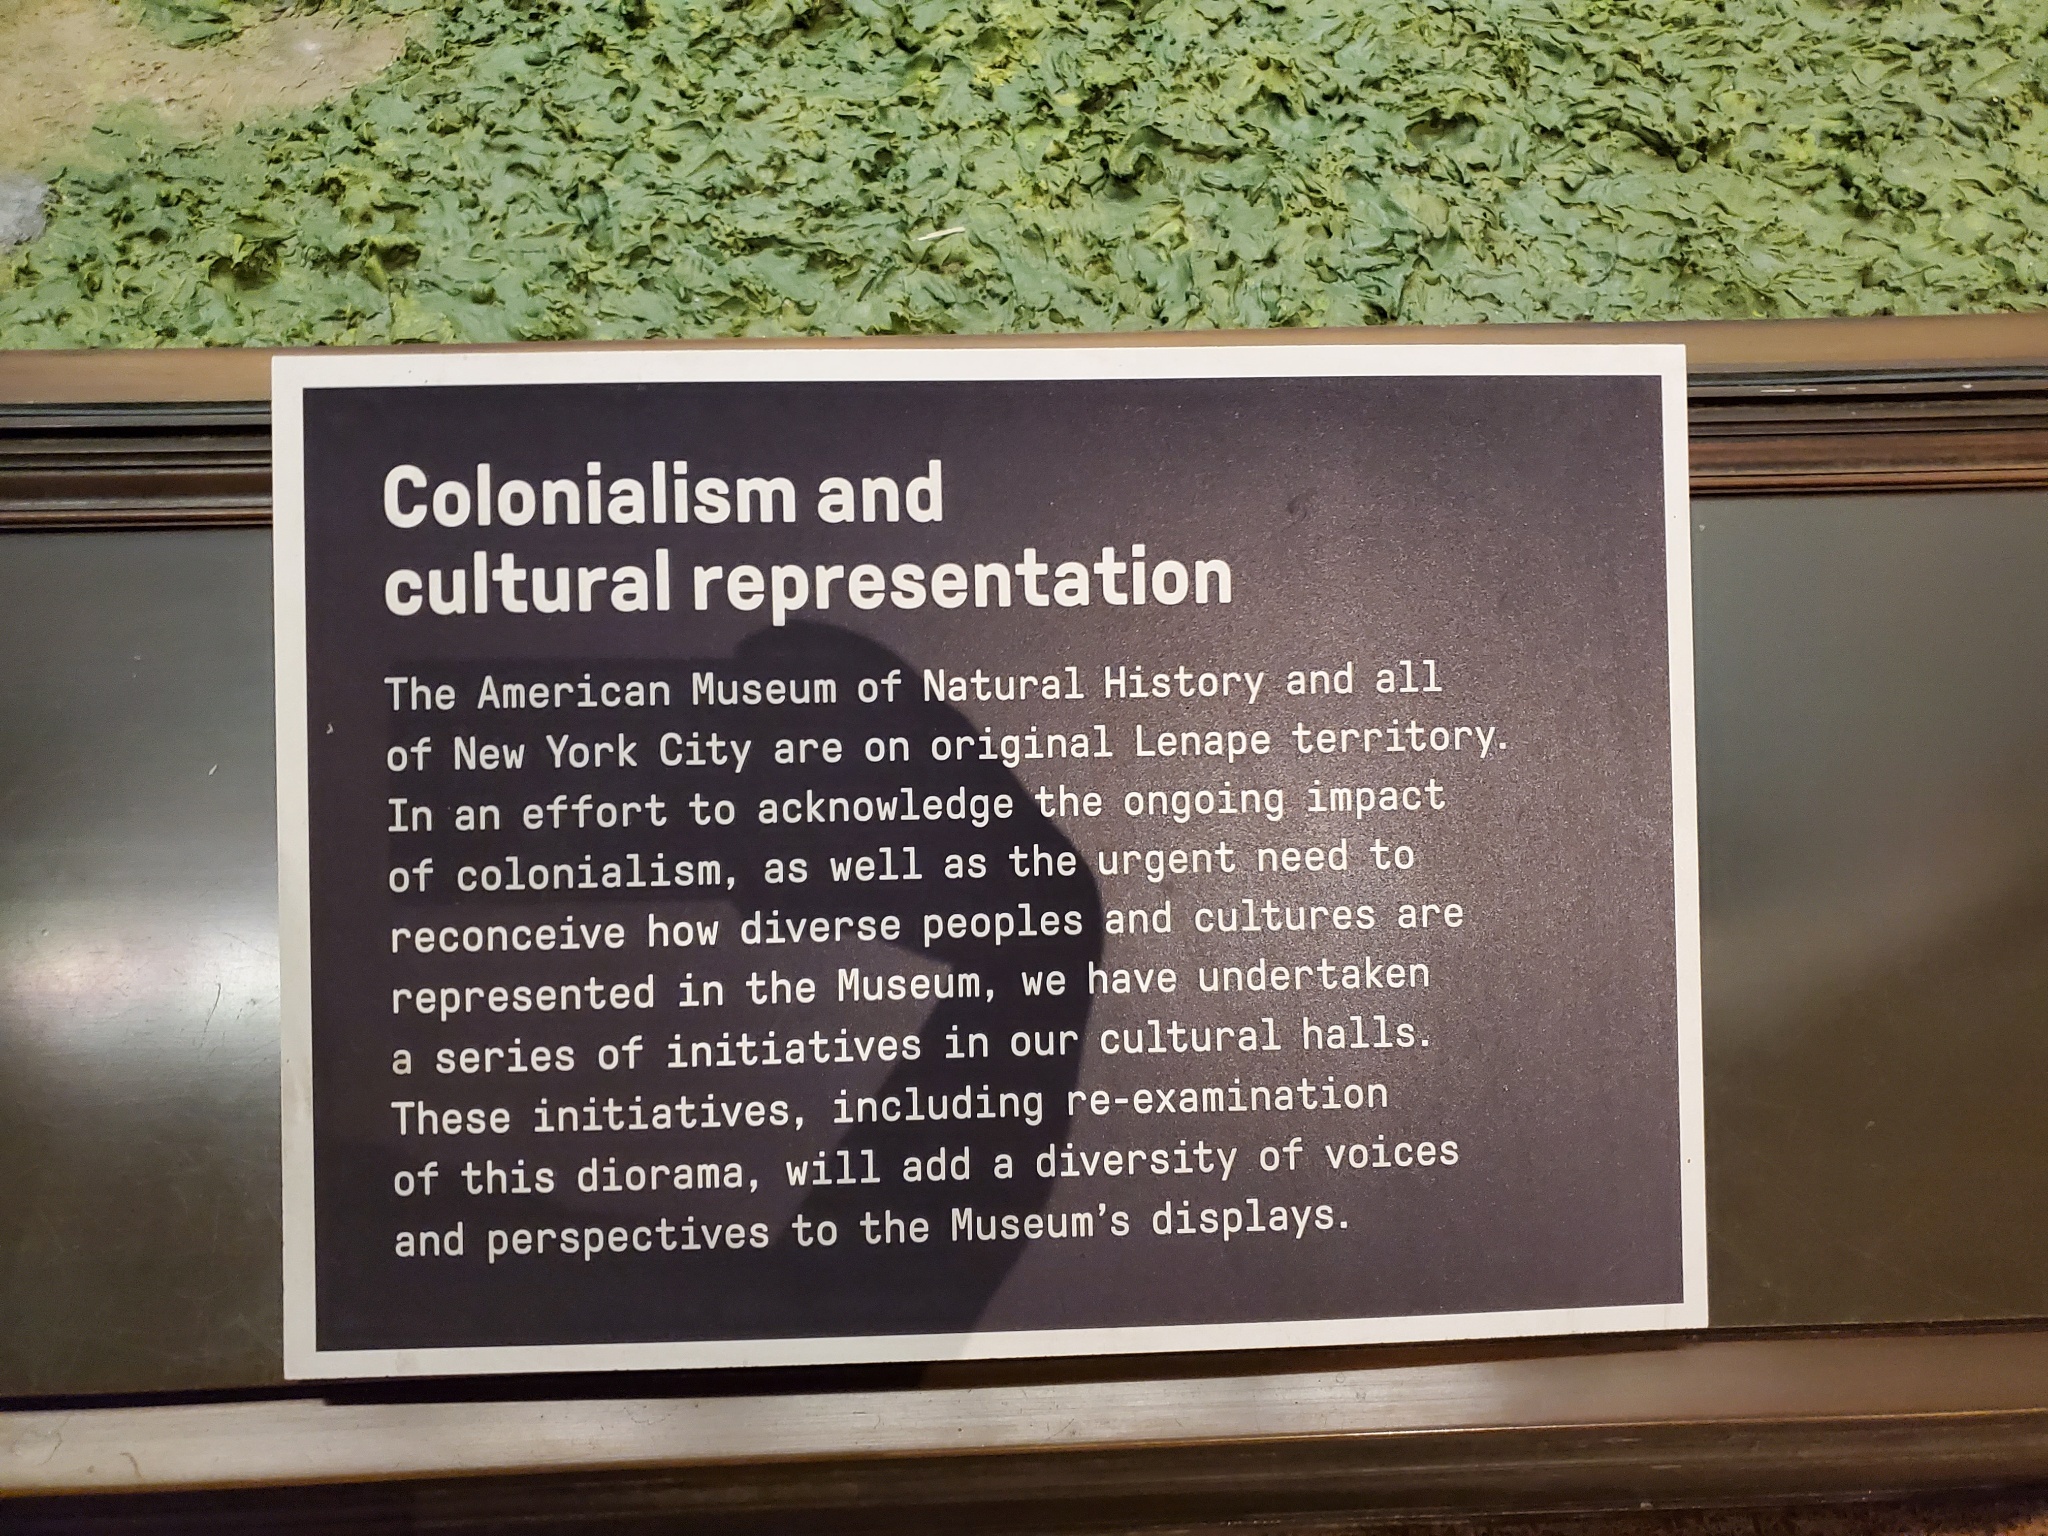 Colonialism and
cultural representation
The American Museum of Natural History and all
of New York City are on original Lenape territory.
In an effort to acknowledge the ongoing impact
of colonialism, as well as the urgent need to
reconceive how diverse peoples and cultures are
represented in the Museum, we have undertaken
a series of initiatives in our cultural halls.
These initiatives, including re-examination
of this diorama, will add a diversity of voices
and perspectives to the Museum’s displays.